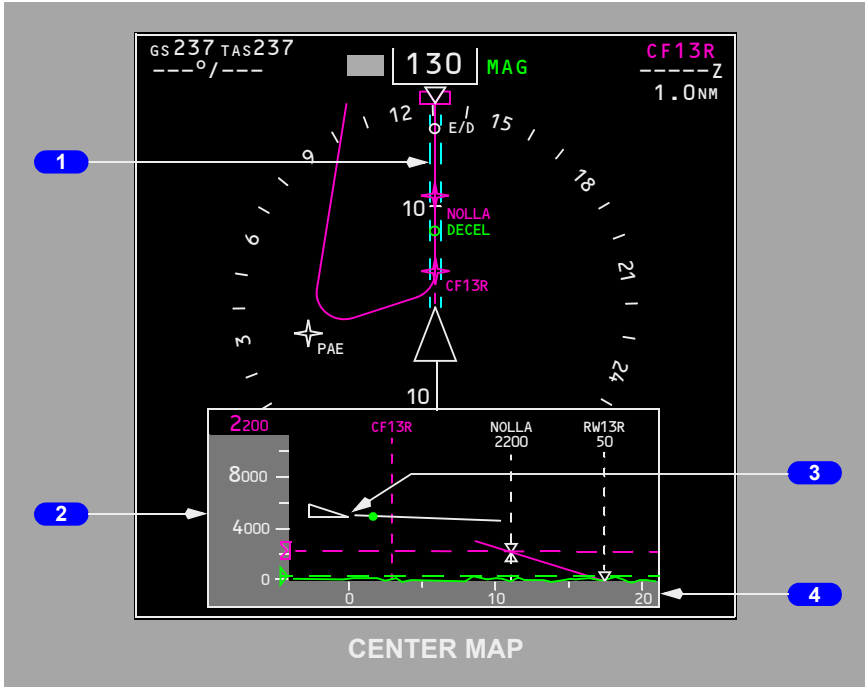 GS237 TAS237
---°/---
130 MAG
CF13R
-----Z
1.0NM
12
15
E/D
9
18
1
10
NOLLA
DECEL
6
21
CF13R
3
PAE
24
10
2200
CF13R
NOLLA
2200
RW13R
50
8000
3
2
4000
0
4
0
10
20
CENTER MAP